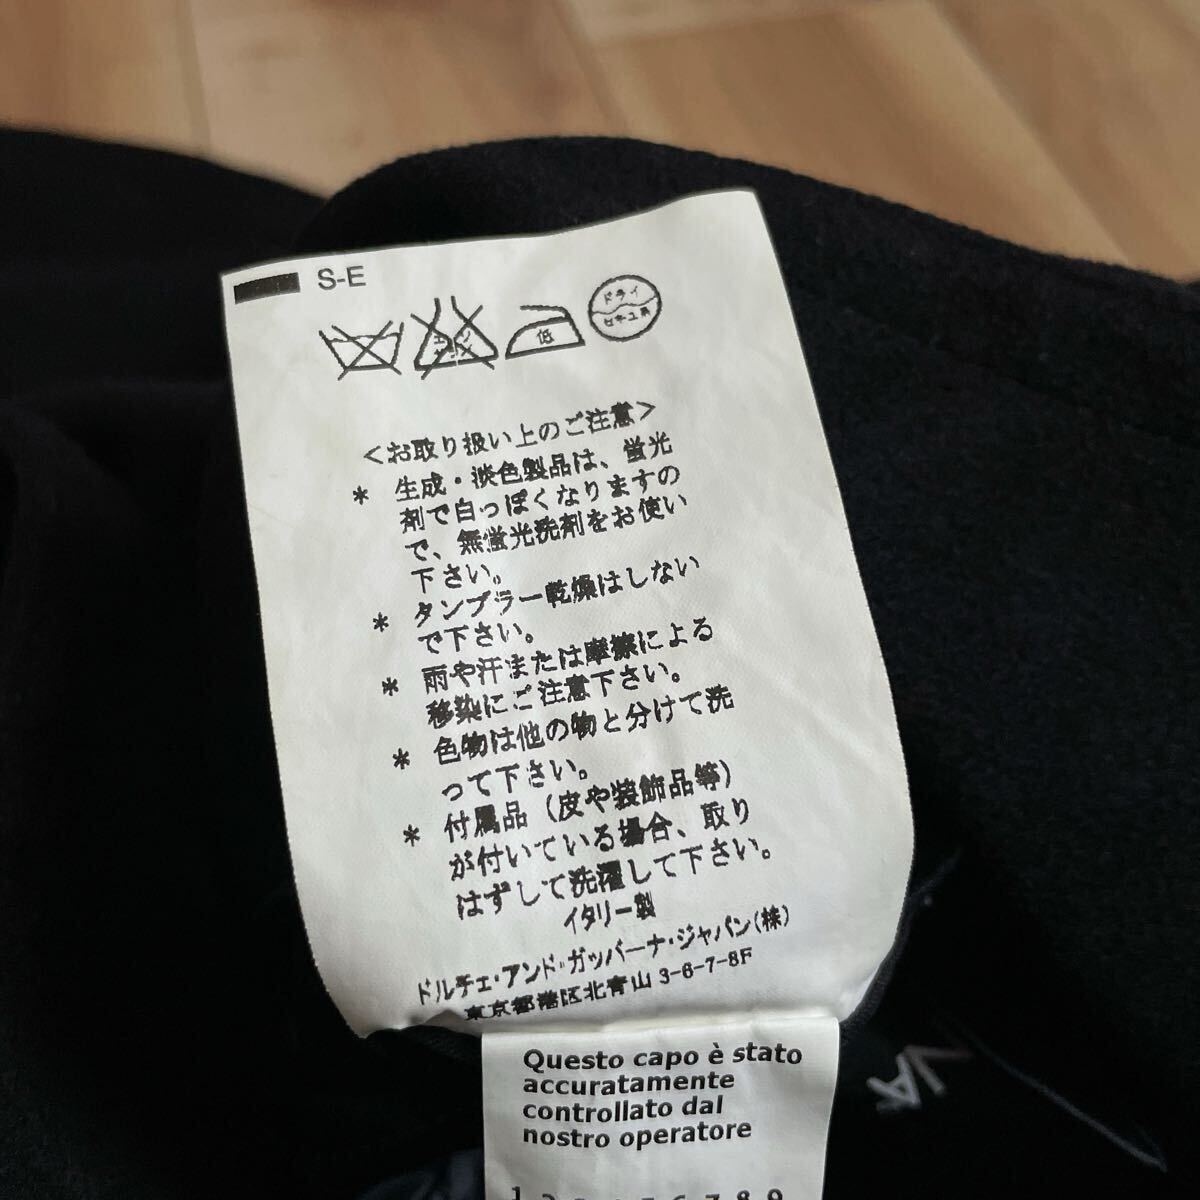 S-E
低
ドライ
セキユ系
＜お取り扱い上のご注意＞
* 生成・淡色製品は、蛍光
剤で白っぽくなりますの
で、無蛍光洗剤をお使い
下さい。
* タンブラー乾燥はしない
で下さい。
* 雨や汗または摩擦による
移染にご注意下さい。
* 色物は他の物と分けて洗
って下さい。
* 付属品（皮や装飾品等）
が付いている場合、取り
はずして洗濯して下さい。
イタリー製
ドルチェ・アンド・ガッバーナ・ジャパン(株)
東京都港区北青山 3-6-7-8F
Questo capo è stato
accuratamente
controllato dal
nostro operatore